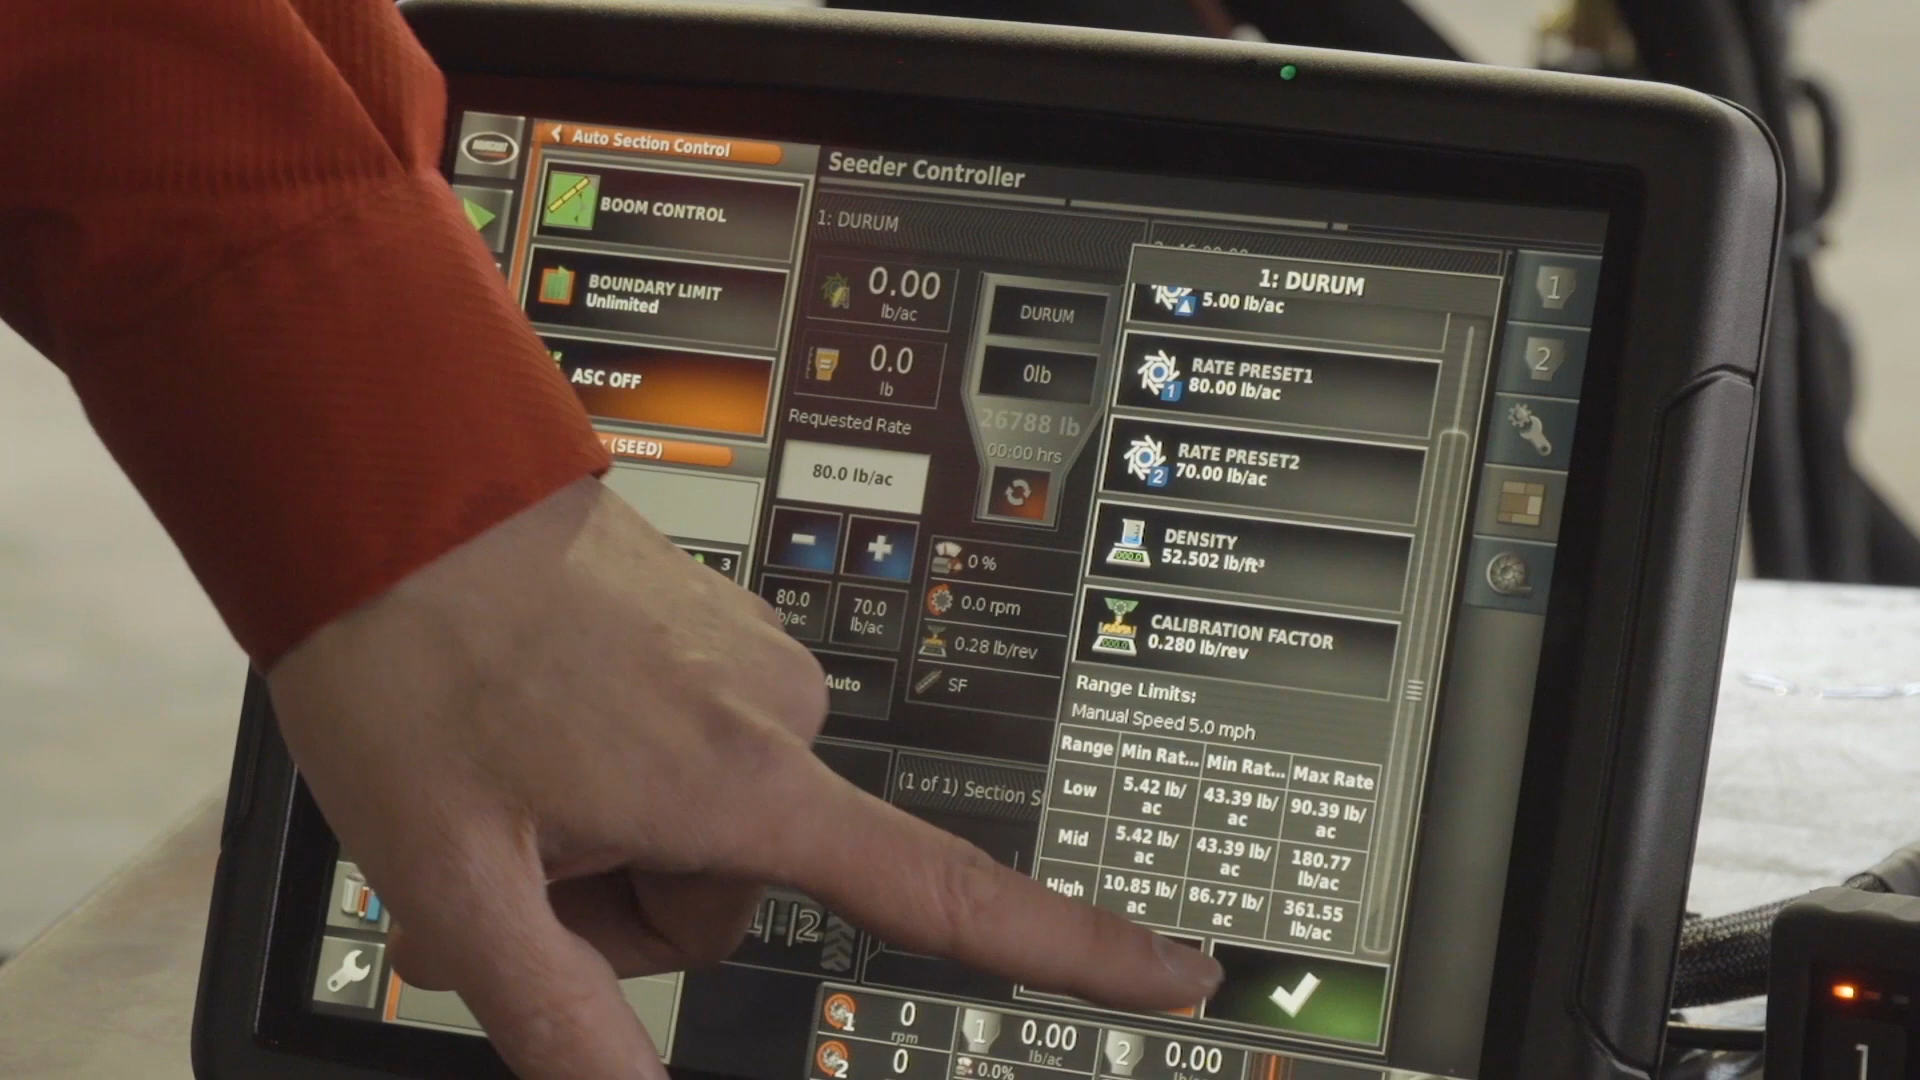 Auto Section Control
BOOM CONTROL
BOUNDARY LIMIT
Unlimited
ASC OFF
(SEED)
3
Seeder Controller
1: DURUM
0.00
lb/ac
0.0
lb
Requested Rate
80.0 lb/ac
-
+
80.0
lb/ac
70.0
lb/ac
Auto
DURUM
0lb
26788 lb
00:00 hrs
0 %
0.0 rpm
0.28 lb/rev
SF
(1 of 1) Section S
1||2
1: DURUM
5.00 lb/ac
1
RATE PRESET1
80.00 lb/ac
2
RATE PRESET2
70.00 lb/ac
DENSITY
52.502 lb/ft³
CALIBRATION FACTOR
0.280 lb/rev
Range Limits:
Manual Speed 5.0 mph
Range Min Rat... Min Rat... Max Rate
Low 5.42 lb/ac 43.39 lb/ac 90.39 lb/ac
Mid 5.42 lb/ac 43.39 lb/ac 180.77 lb/ac
High 10.85 lb/ac 86.77 lb/ac 361.55 lb/ac
1
2
1 0 rpm
2 0
1 0.00 lb/ac
0.0%
2 0.00
1